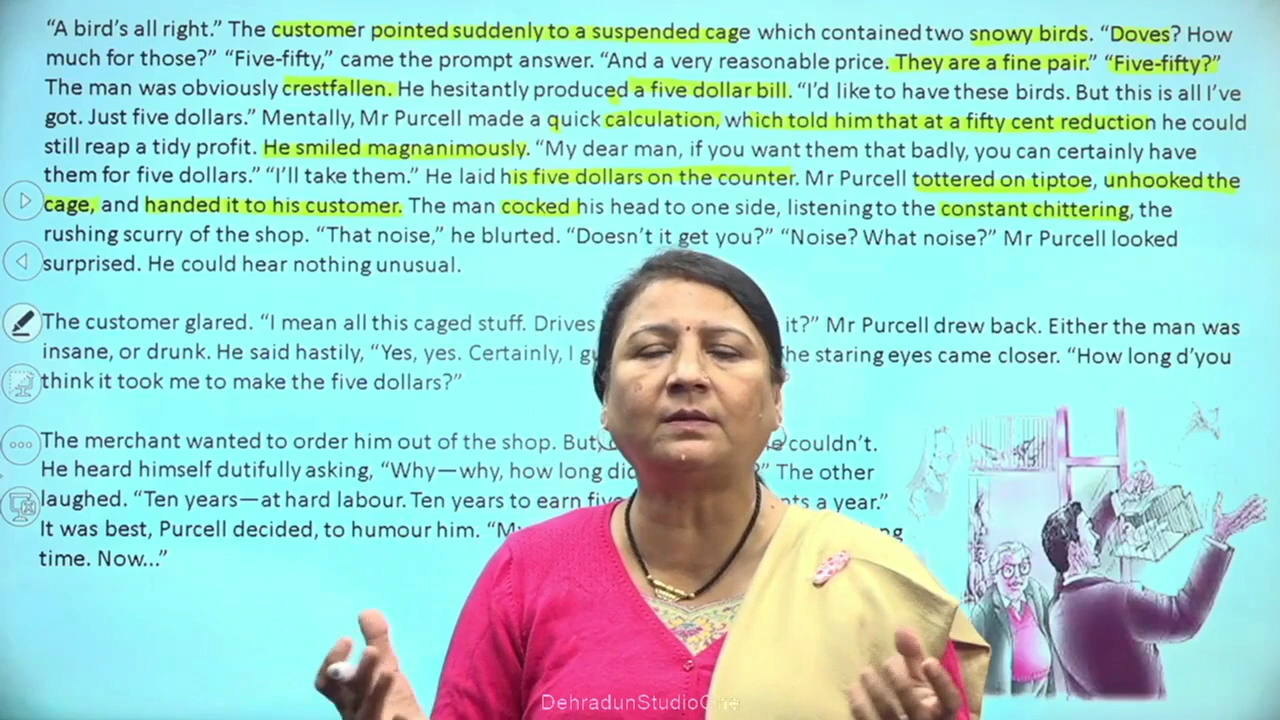 “A bird’s all right.” The customer pointed suddenly to a suspended cage which contained two snowy birds. “Doves? How
much for those?” “Five-fifty,” came the prompt answer. “And a very reasonable price. They are a fine pair.” “Five-fifty?”
The man was obviously crestfallen. He hesitantly produced a five dollar bill. “I’d like to have these birds. But this is all I’ve
got. Just five dollars.” Mentally, Mr Purcell made a quick calculation, which told him that at a fifty cent reduction he could
still reap a tidy profit. He smiled magnanimously. “My dear man, if you want them that badly, you can certainly have
them for five dollars.” “I’ll take them.” He laid his five dollars on the counter. Mr Purcell tottered on tiptoe, unhooked the
cage, and handed it to his customer. The man cocked his head to one side, listening to the constant chittering, the
rushing scurry of the shop. “That noise,” he blurted. “Doesn’t it get you?” “Noise? What noise?” Mr Purcell looked
surprised. He could hear nothing unusual.
The customer glared. “I mean all this caged stuff. Drives it?” Mr Purcell drew back. Either the man was
insane, or drunk. He said hastily, “Yes, yes. Certainly, I staring eyes came closer. “How long d’you
think it took me to make the five dollars?”
The merchant wanted to order him out of the shop. But, couldn’t.
He heard himself dutifully asking, “Why—why, how long The other
laughed. “Ten years—at hard labour. Ten years to earn a year.”
It was best, Purcell decided, to humour him.
time. Now...”
DehradunStudioOne